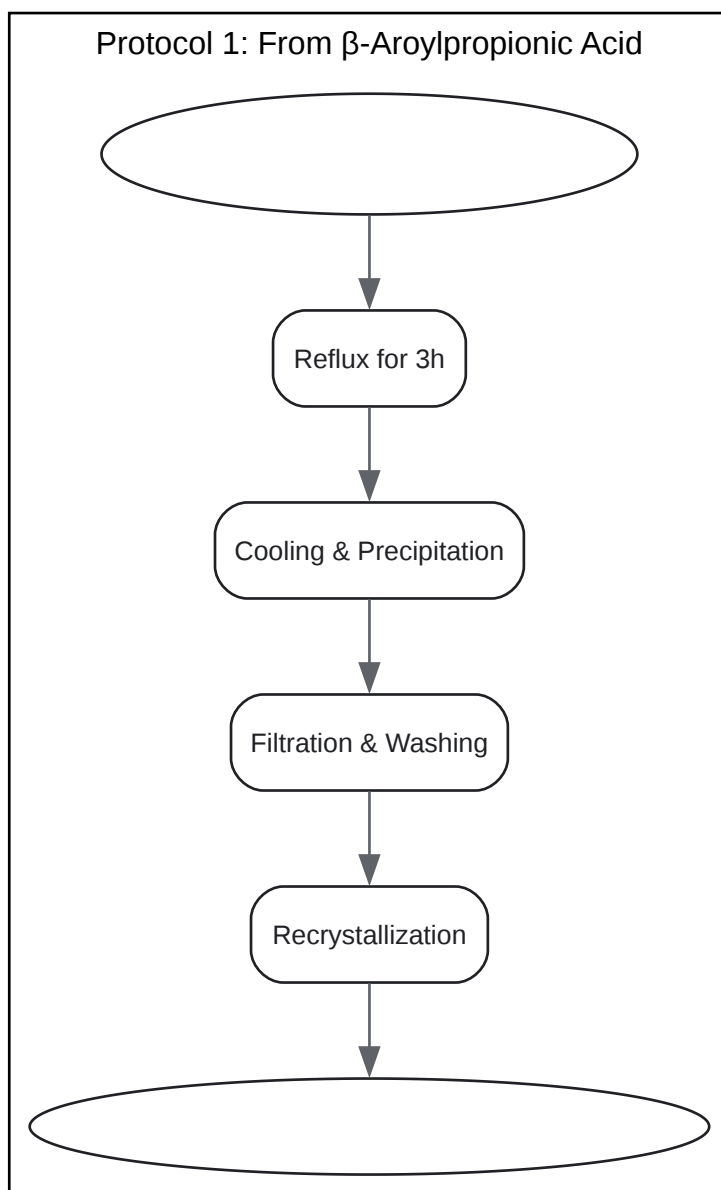 Protocol 1: From β-Aroylpropionic Acid
Reflux for 3h
Cooling & Precipitation
Filtration & Washing
Recrystallization